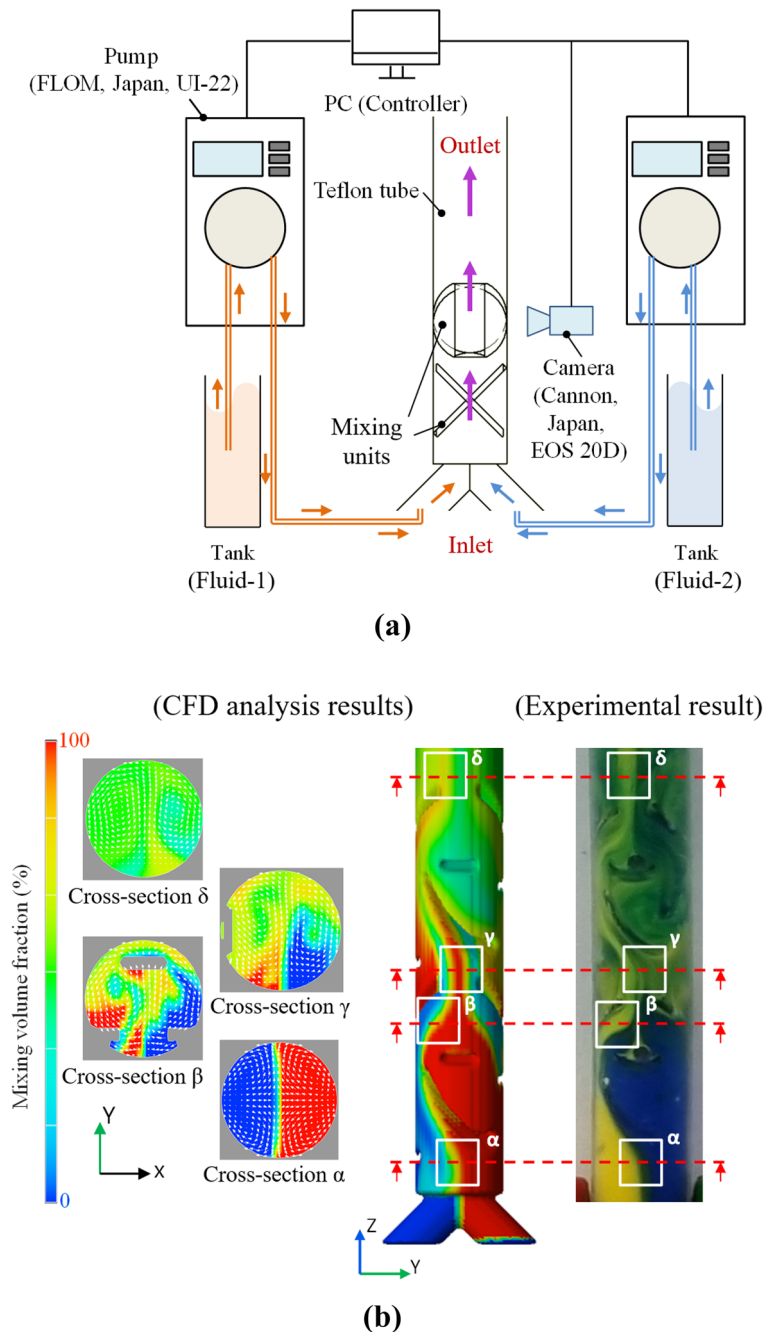 Pump
(FLOM, Japan, UI-22)
PC (Controller)
Outlet
Teflon tube
Camera
(Cannon,
Japan,
EOS 20D)
Mixing
units
Inlet
Tank
(Fluid-1)
Tank
(Fluid-2)
(a)
(CFD analysis results)
(Experimental result)
100
Mixing volume fraction (%)
0
Cross-section δ
Cross-section γ
Cross-section β
Cross-section α
Y
X
δ
γ
β
α
Z
Y
δ
γ
β
α
(b)